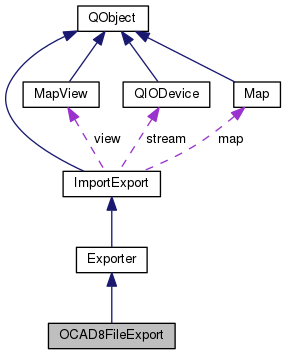 QObject
MapView
QIODevice
Map
view
stream
map
ImportExport
Exporter
OCAD8FileExport